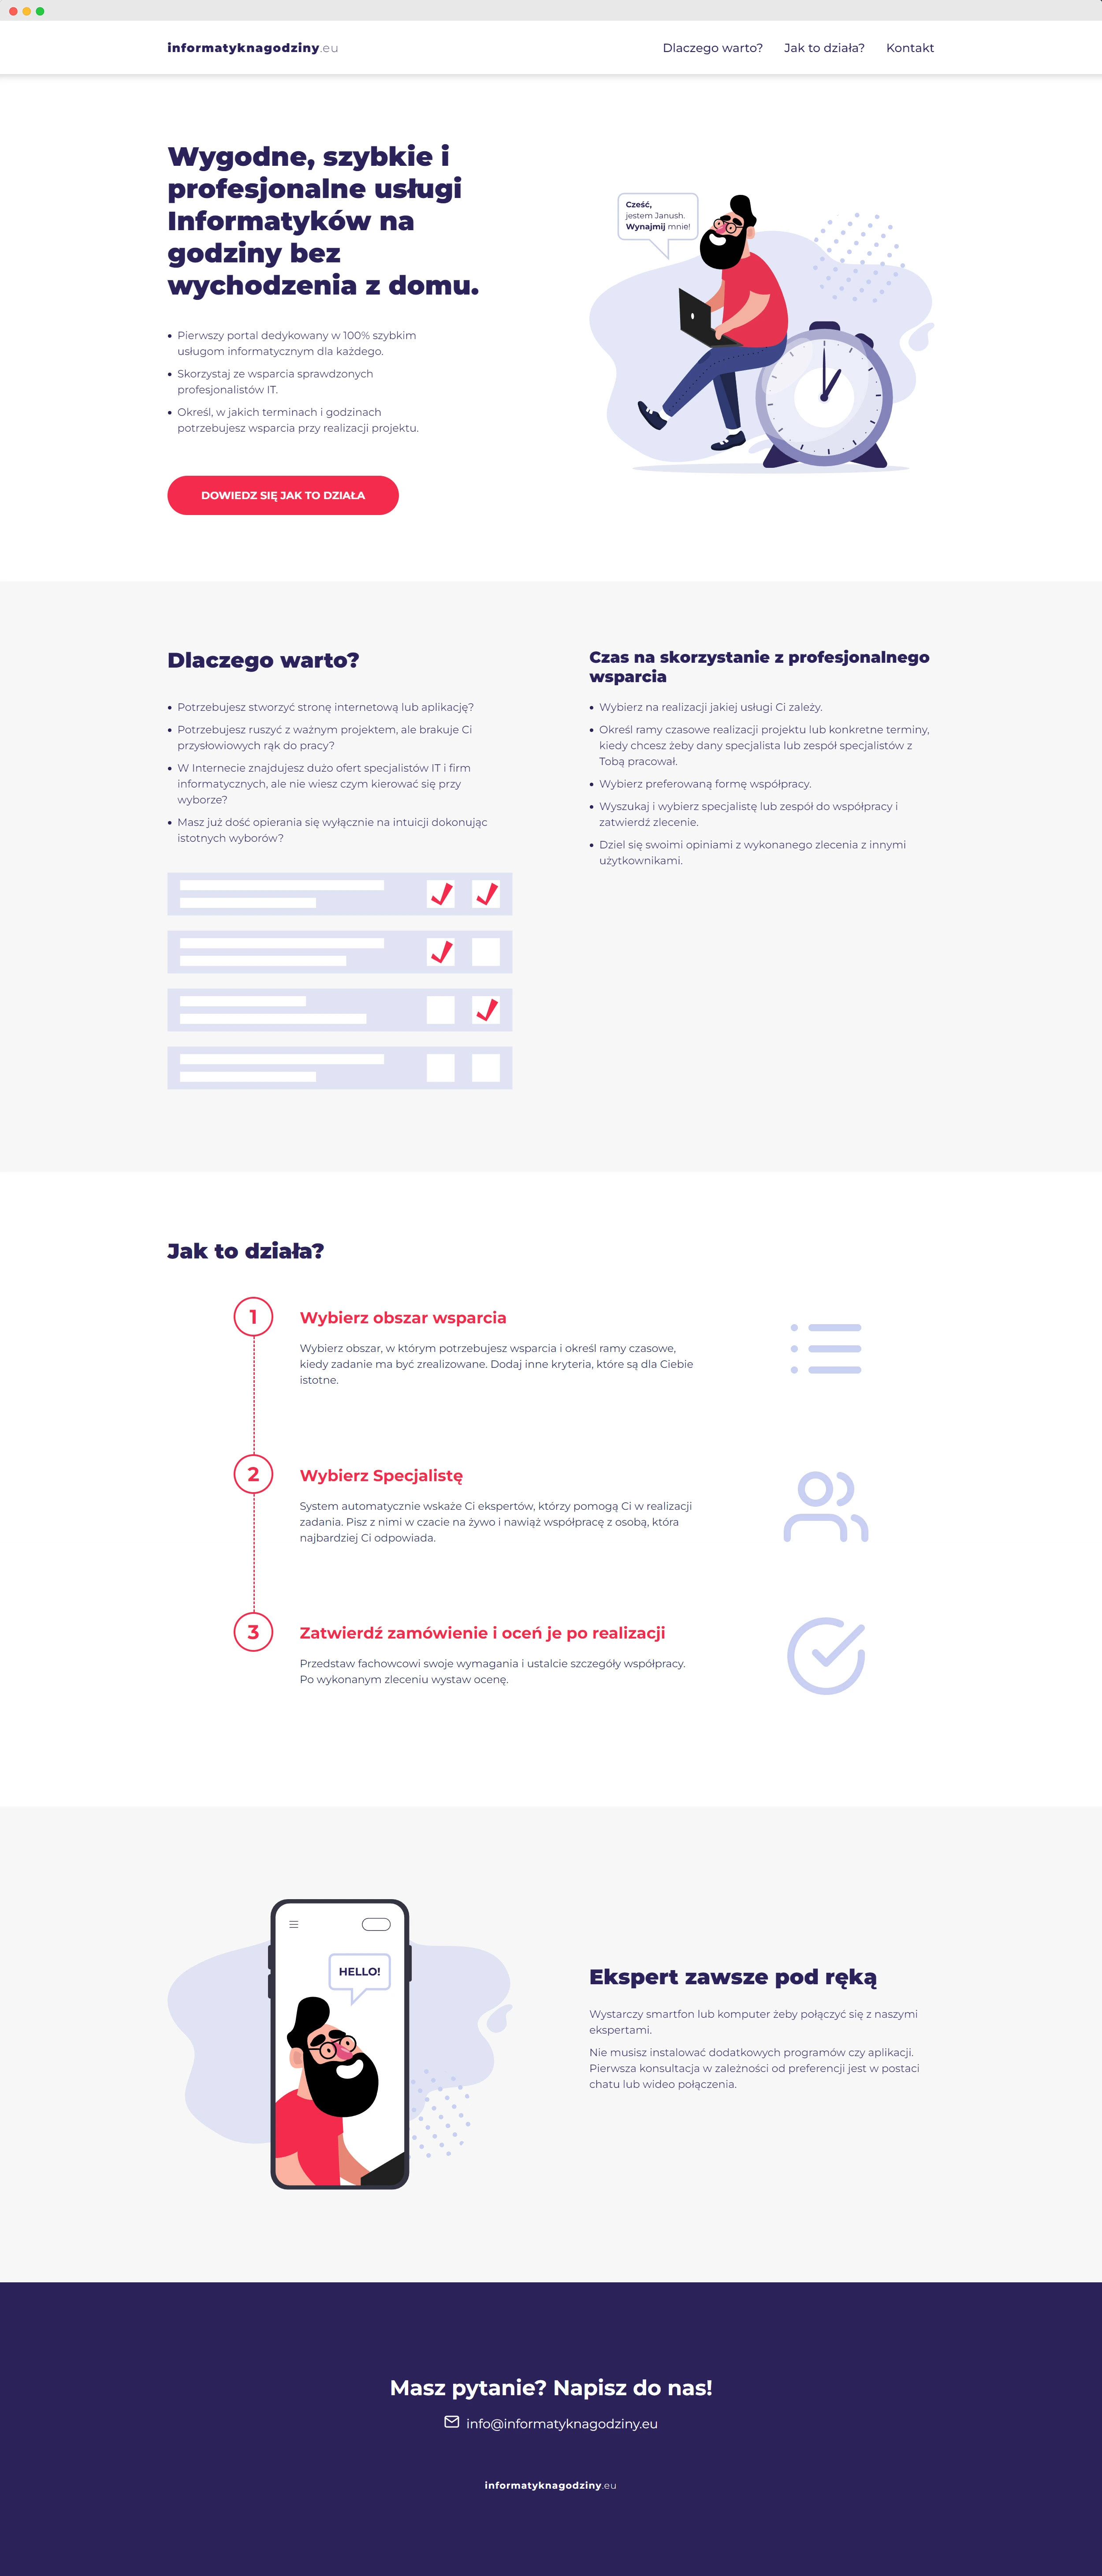 informatyknagodziny.eu
Dlaczego warto?
Jak to działa?
Kontakt
Wygodne, szybkie i
profesjonalne usługi
Informatyków na
godziny bez
wychodzenia z domu.
Pierwszy portal dedykowany w 100% szybkim
usługom informatycznym dla każdego.
Skorzystaj ze wsparcia sprawdzonych
profesjonalistów IT.
Określ, w jakich terminach i godzinach
potrzebujesz wsparcia przy realizacji projektu.
DOWIEDZ SIĘ JAK TO DZIAŁA
Cześć,
jestem Janush.
Wynajmij mnie!
Dlaczego warto?
Potrzebujesz stworzyć stronę internetową lub aplikację?
Potrzebujesz ruszyć z ważnym projektem, ale brakuje Ci
przysłowiowych rąk do pracy?
W Internecie znajdujesz dużo ofert specjalistów IT i firm
informatycznych, ale nie wiesz czym kierować się przy
wyborze?
Masz już dość opierania się wyłącznie na intuicji dokonując
istotnych wyborów?
Czas na skorzystanie z profesjonalnego
wsparcia
Wybierz na realizacji jakiej usługi Ci zależy.
Określ ramy czasowe realizacji projektu lub konkretne terminy,
kiedy chcesz żeby dany specjalista lub zespół specjalistów z
Tobą pracował.
Wybierz preferowaną formę współpracy.
Wyszukaj i wybierz specjalistę lub zespół do współpracy i
zatwierdź zlecenie.
Dziel się swoimi opiniami z wykonanego zlecenia z innymi
użytkownikami.
Jak to działa?
1
Wybierz obszar wsparcia
Wybierz obszar, w którym potrzebujesz wsparcia i określ ramy czasowe,
kiedy zadanie ma być zrealizowane. Dodaj inne kryteria, które są dla Ciebie
istotne.
2
Wybierz Specjalistę
System automatycznie wskaże Ci ekspertów, którzy pomogą Ci w realizacji
zadania. Pisz z nimi w czacie na żywo i nawiąż współpracę z osobą, która
najbardziej Ci odpowiada.
3
Zatwierdź zamówienie i oceń je po realizacji
Przedstaw fachowcowi swoje wymagania i ustalcie szczegóły współpracy.
Po wykonanym zleceniu wystaw ocenę.
HELLO!
Ekspert zawsze pod ręką
Wystarczy smartfon lub komputer żeby połączyć się z naszymi
ekspertami.
Nie musisz instalować dodatkowych programów czy aplikacji.
Pierwsza konsultacja w zależności od preferencji jest w postaci
chatu lub wideo połączenia.
Masz pytanie? Napisz do nas!
info@informatyknagodziny.eu
informatyknagodziny.eu